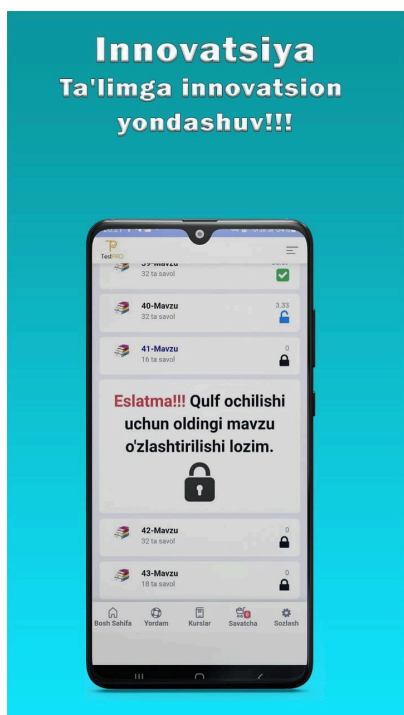 Innovatsiya
Ta'limga innovatsion
yondashuv!!!
TestPRO
39-Mavzu
32 ta savol
40-Mavzu
3.33
32 ta savol
41-Mavzu
0
16 ta savol
Eslatma!!! Qulf ochilishi
uchun oldingi mavzu
o'zlashtirilishi lozim.
42-Mavzu
0
32 ta savol
43-Mavzu
0
18 ta savol
Bosh Sahifa Yordam Kurslar Savatcha Sozlash